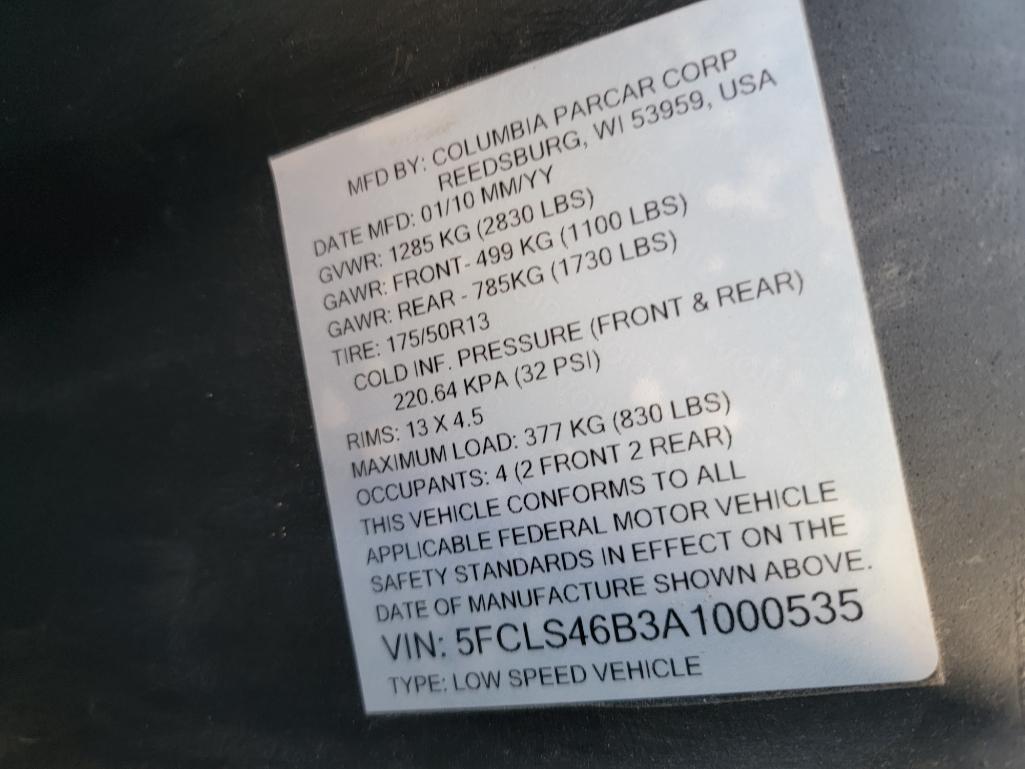 MFD BY: COLUMBIA PARCAR CORP
REEDSBURG, WI 53959, USA
DATE MFD: 01/10 MM/YY
GVWR: 1285 KG (2830 LBS)
GAWR: FRONT- 499 KG (1100 LBS)
GAWR: REAR - 785KG (1730 LBS)
TIRE: 175/50R13
COLD INF. PRESSURE (FRONT & REAR)
220.64 KPA (32 PSI)
RIMS: 13 X 4.5
MAXIMUM LOAD: 377 KG (830 LBS)
OCCUPANTS: 4 (2 FRONT 2 REAR)
THIS VEHICLE CONFORMS TO ALL
APPLICABLE FEDERAL MOTOR VEHICLE
SAFETY STANDARDS IN EFFECT ON THE
DATE OF MANUFACTURE SHOWN ABOVE.
VIN: 5FCLS46B3A1000535
TYPE: LOW SPEED VEHICLE